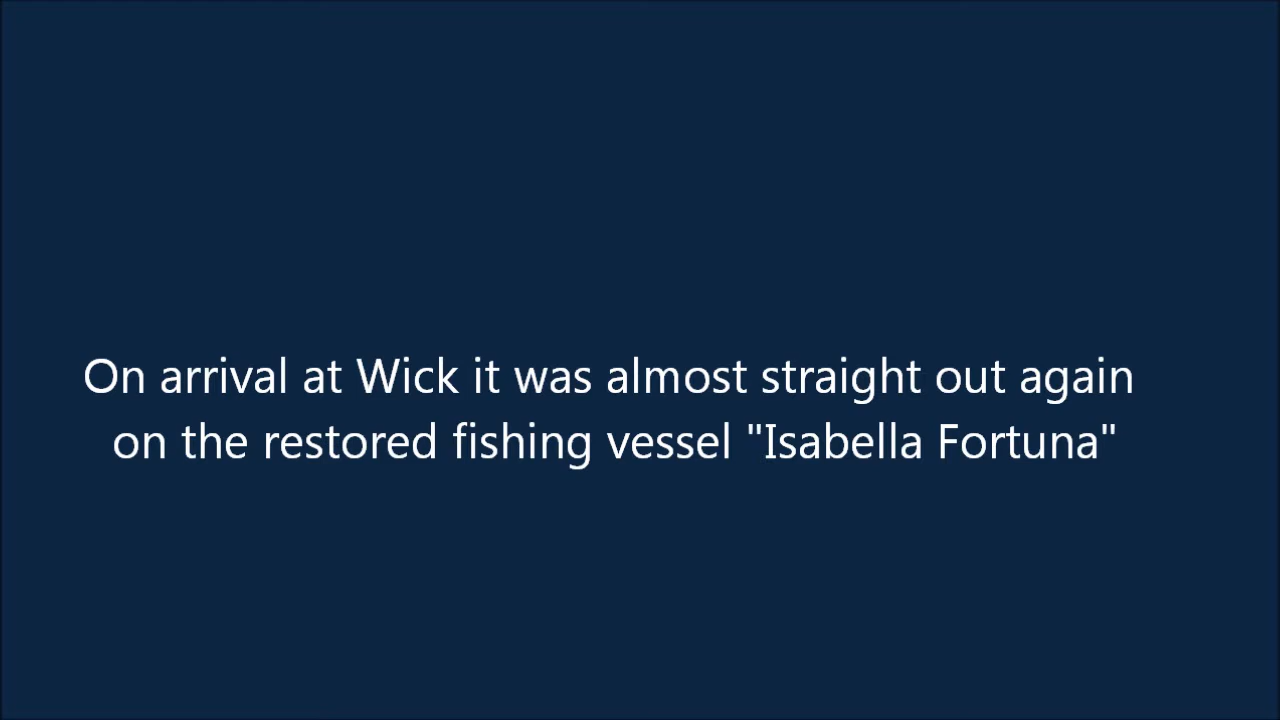 On arrival at Wick it was almost straight out again
on the restored fishing vessel "Isabella Fortuna"